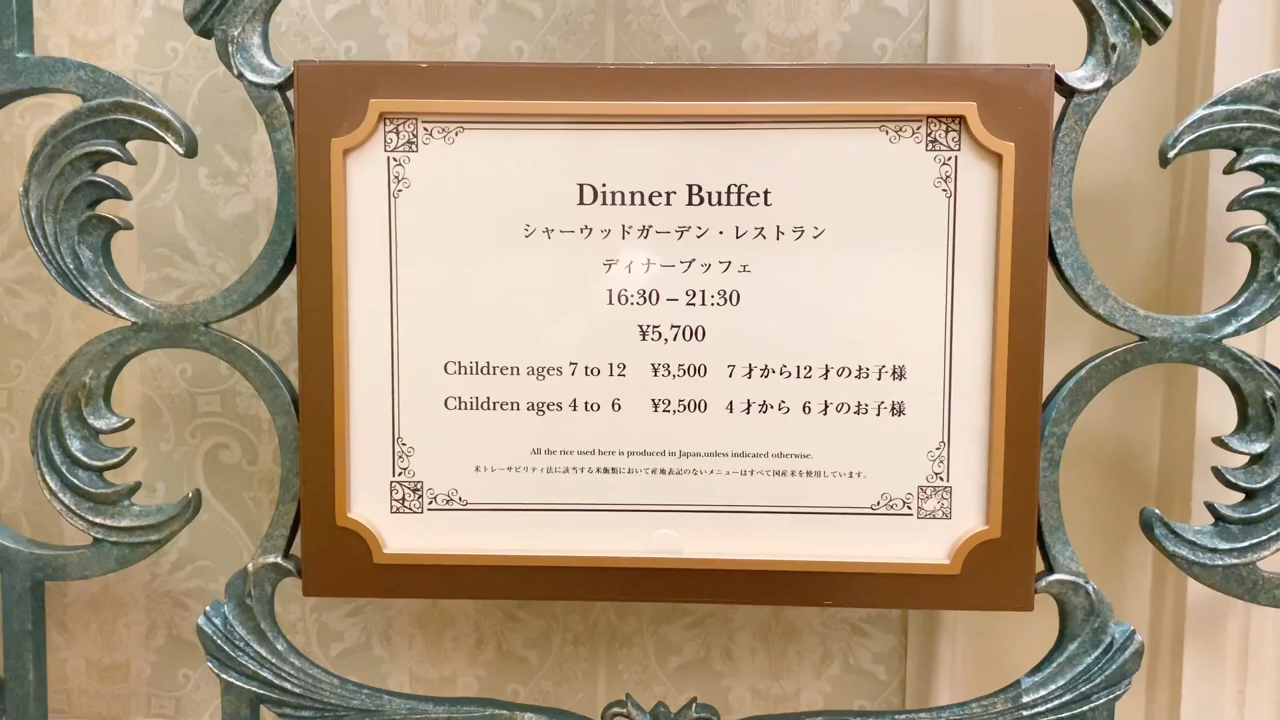 Dinner Buffet
シャーウッドガーデン・レストラン
ディナーブッフェ
16:30 – 21:30
¥5,700
Children ages 7 to 12 ¥3,500 7才から12才のお子様
Children ages 4 to 6 ¥2,500 4才から 6才のお子様
All the rice used here is produced in Japan,unless indicated otherwise.
米トレーサビリティ法に該当する米飯類において産地表記のないメニューはすべて国産米を使用しています。